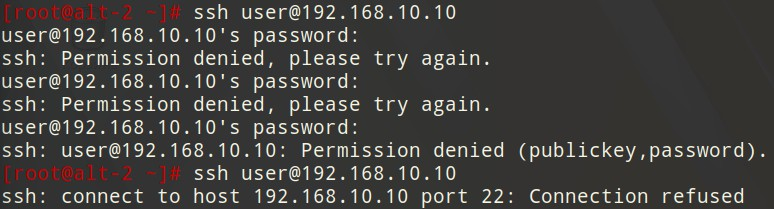 [root@alt-2 ~]# ssh user@192.168.10.10
user@192.168.10.10's password:
ssh: Permission denied, please try again.
user@192.168.10.10's password:
ssh: Permission denied, please try again.
user@192.168.10.10's password:
ssh: user@192.168.10.10: Permission denied (publickey,password).
[root@alt-2 ~]# ssh user@192.168.10.10
ssh: connect to host 192.168.10.10 port 22: Connection refused